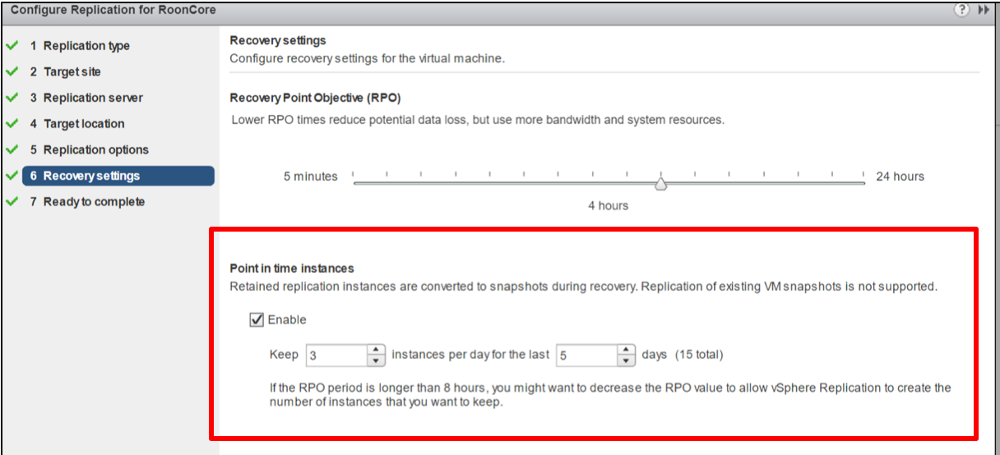 Configure Replication for RoonCore
?
1 Replication type
2 Target site
3 Replication server
4 Target location
5 Replication options
6 Recovery settings
7 Ready to complete
Recovery settings
Configure recovery settings for the virtual machine.
Recovery Point Objective (RPO)
Lower RPO times reduce potential data loss, but use more bandwidth and system resources.
5 minutes 24 hours
4 hours
Point in time instances
Retained replication instances are converted to snapshots during recovery. Replication of existing VM snapshots is not supported.
Enable
Keep 3 instances per day for the last 5 days (15 total)
If the RPO period is longer than 8 hours, you might want to decrease the RPO value to allow vSphere Replication to create the
number of instances that you want to keep.